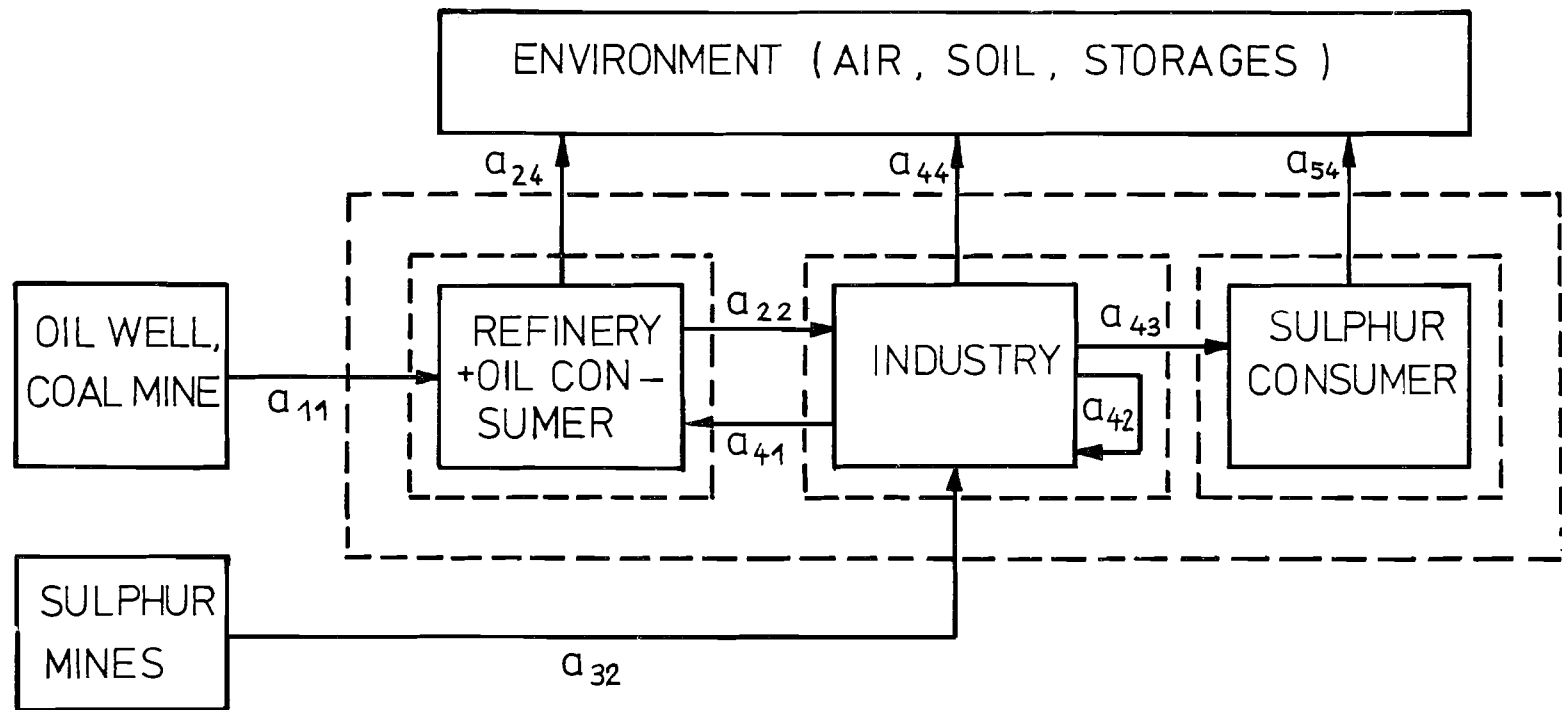 ENVIRONMENT ( AIR, SOIL, STORAGES )
a24
a44
a54
OIL WELL,
COAL MINE
a11
REFINERY
+OIL CON-
SUMER
a22
a41
INDUSTRY
a43
a42
SULPHUR
CONSUMER
SULPHUR
MINES
a32